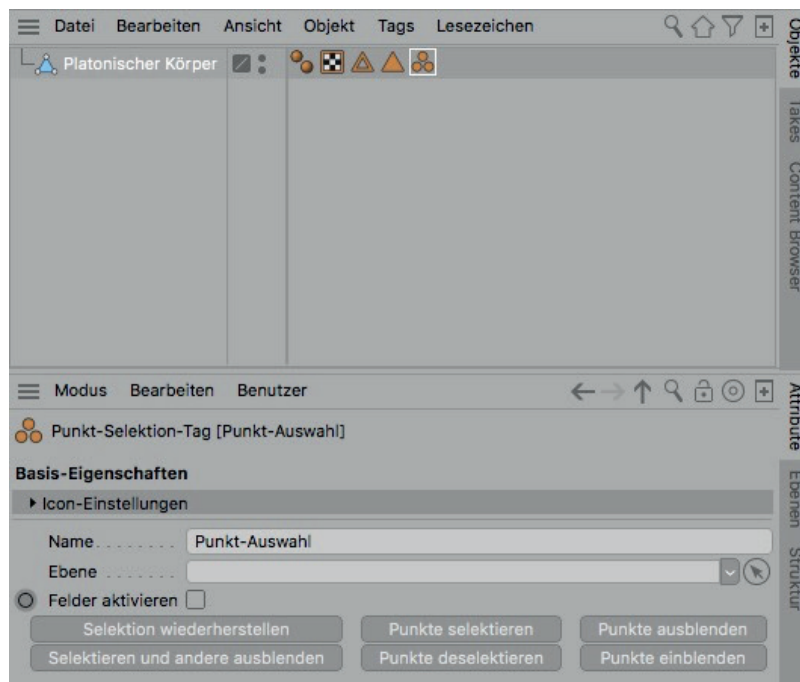 Datei Bearbeiten Ansicht Objekt Tags Lesezeichen
Platonischer Körper
Objekte
Takes
Content Browser
Modus Bearbeiten Benutzer
Punkt-Selektion-Tag [Punkt-Auswahl]
Basis-Eigenschaften
Icon-Einstellungen
Name . . . . . . . . Punkt-Auswahl
Ebene . . . . . . .
Felder aktivieren
Selektion wiederherstellen Punkte selektieren Punkte ausblenden
Selektieren und andere ausblenden Punkte deselektieren Punkte einblenden
Attribute
Ebenen
Struktur